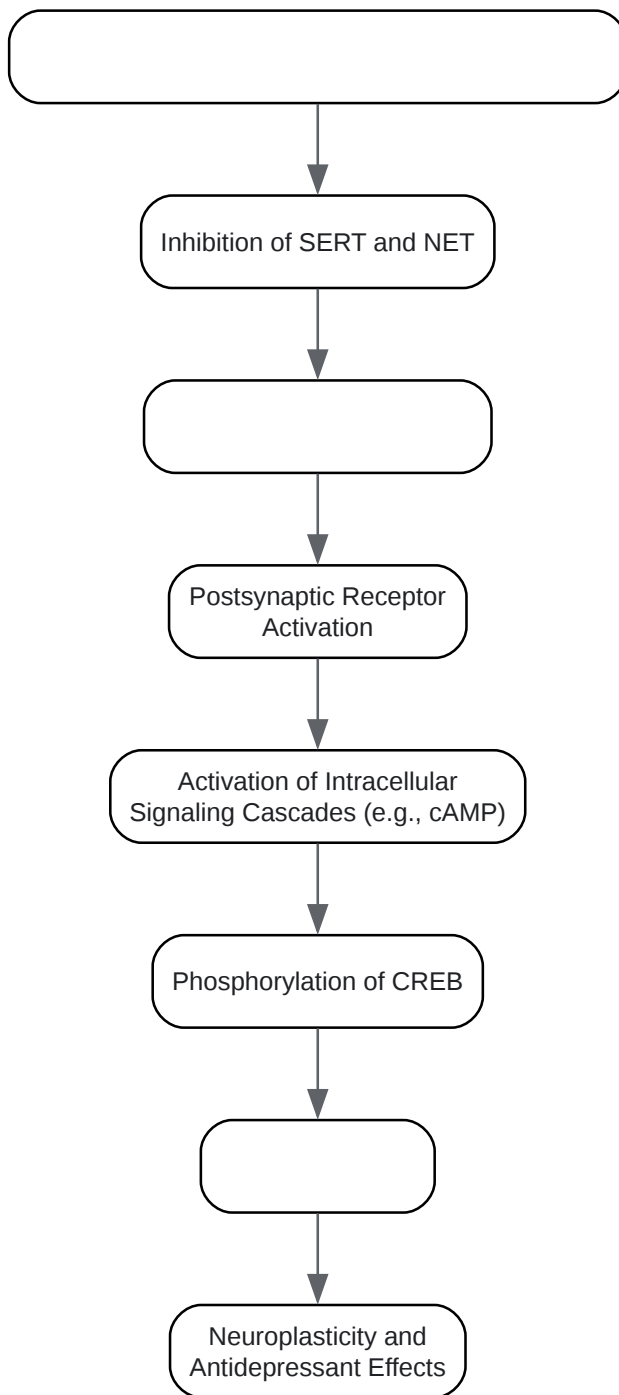 Inhibition of SERT and NET
Postsynaptic Receptor
Activation
Activation of Intracellular
Signaling Cascades (e.g., cAMP)
Phosphorylation of CREB
Neuroplasticity and
Antidepressant Effects